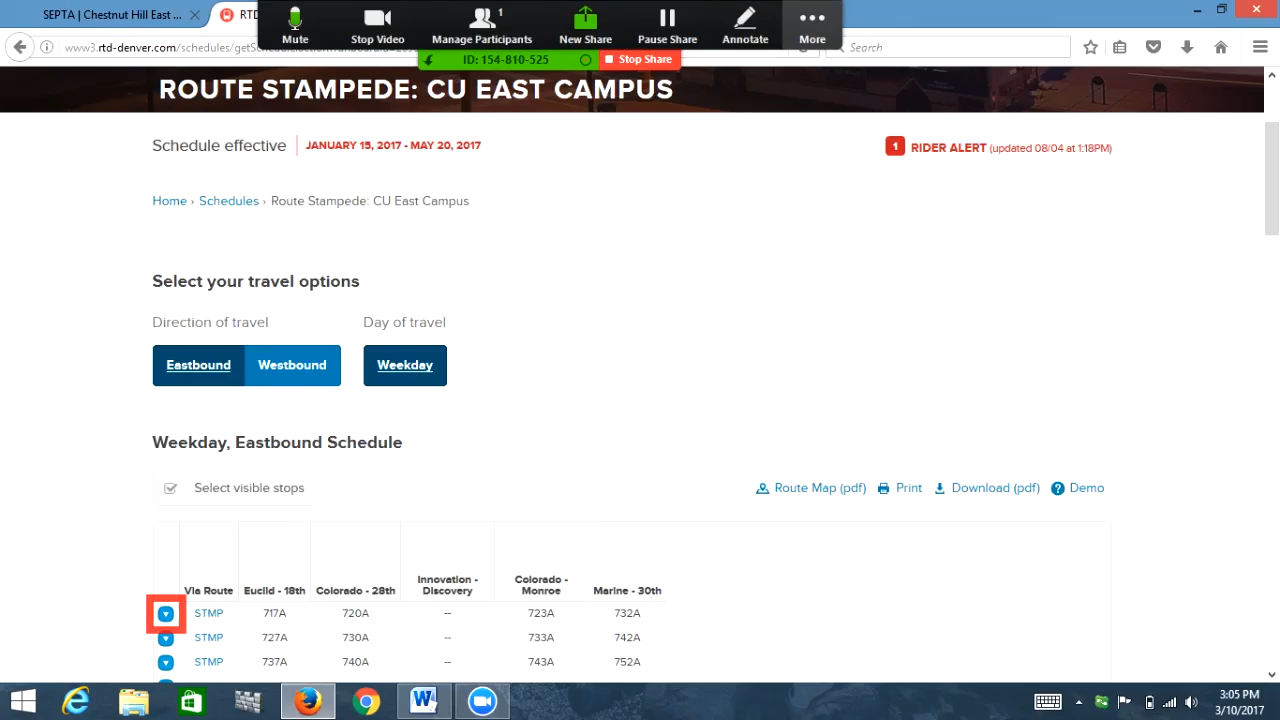 SEPTA | Chestnut Hill East ...
RTD
Mute
Stop Video
1
Manage Participants
New Share
Pause Share
Annotate
More
www3.rtd-denver.com/schedules/
Search
ID: 154-810-525
Stop Share
ROUTE STAMPEDE: CU EAST CAMPUS
Schedule effective JANUARY 15, 2017 - MAY 20, 2017
1 RIDER ALERT (updated 08/04 at 1:18PM)
Home › Schedules › Route Stampede: CU East Campus
Select your travel options
Direction of travel Day of travel
Eastbound Westbound Weekday
Weekday, Eastbound Schedule
Select visible stops
Route Map (pdf) Print Download (pdf) ? Demo
Via Route Euclid - 18th Colorado - 28th Innovation - Discovery Colorado - Monroe Marine - 30th
STMP 717A 720A -- 723A 732A
STMP 727A 730A -- 733A 742A
STMP 737A 740A -- 743A 752A
3:05 PM
3/10/2017